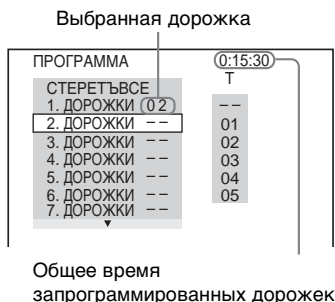 Выбранная дорожка
ПРОГРАММА 0:15:30
T
СТЕРЕТЪВСЕ
1. ДОРОЖКИ 0 2 – –
2. ДОРОЖКИ – – 01
3. ДОРОЖКИ – – 02
4. ДОРОЖКИ – – 03
5. ДОРОЖКИ – – 04
6. ДОРОЖКИ – – 05
7. ДОРОЖКИ – –
Общее время
запрограммированных дорожек